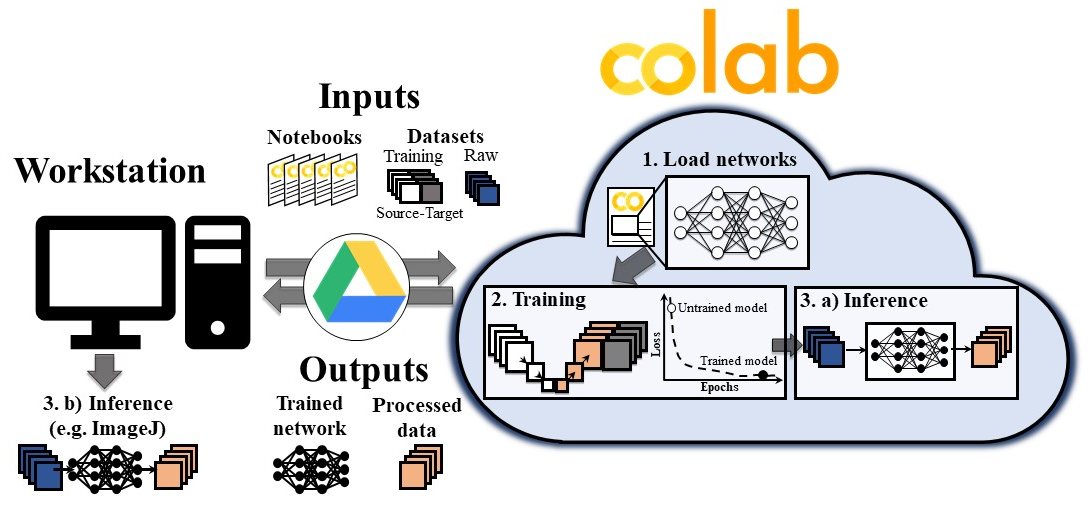 colab
Inputs
Notebooks
Datasets
Training
Raw
Source-Target
Workstation
1. Load networks
CO
2. Training
Untrained model
Loss
Trained model
Epochs
3. a) Inference
Outputs
Trained
network
Processed
data
3. b) Inference
(e.g. ImageJ)